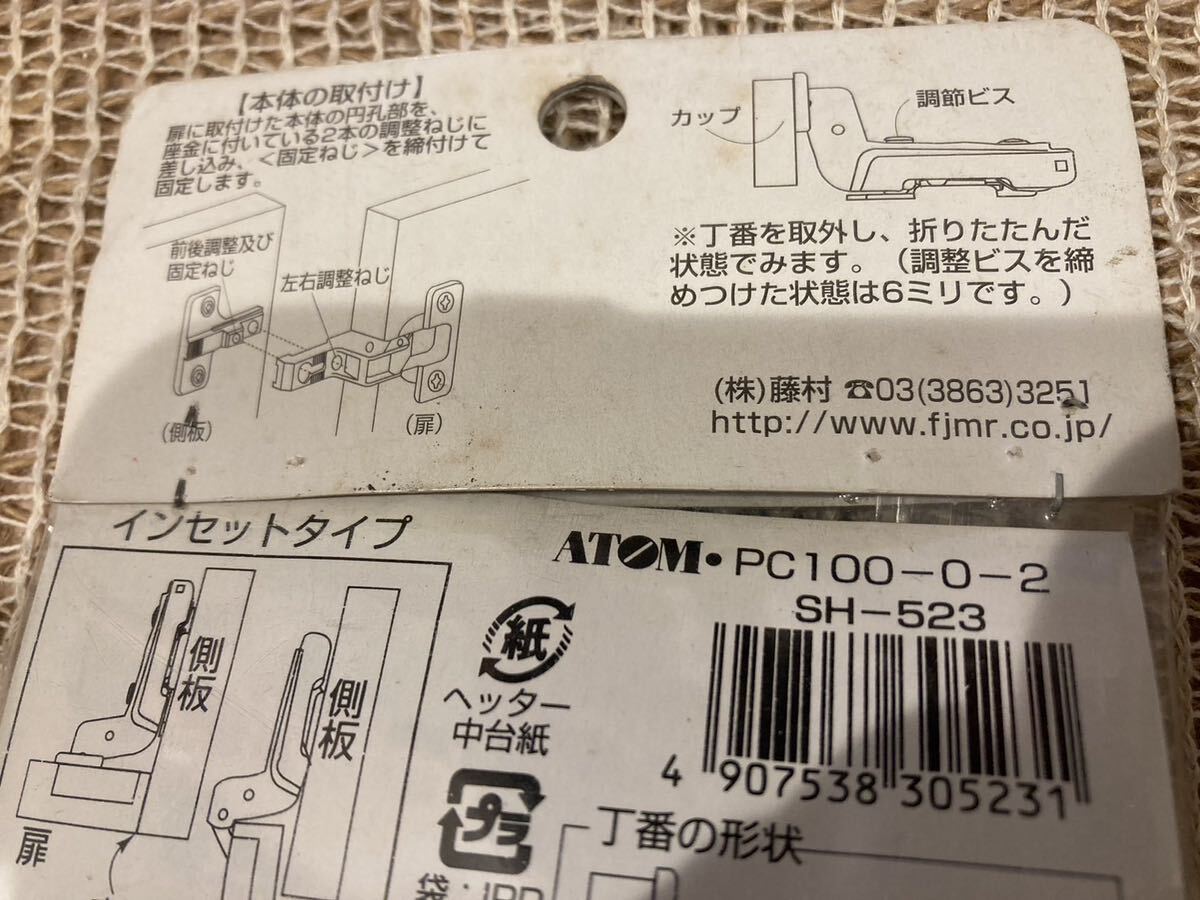 【本体の取付け】
扉に取付けた本体の円孔部を、
座金に付いている2本の調整ねじに
差し込み、<固定ねじ>を締付けて
固定します。
前後調整及び
固定ねじ
左右調整ねじ
(側板)
(扉)
カップ
調節ビス
※丁番を取外し、折りたたんだ
状態でみます。(調整ビスを締
めつけた状態は6ミリです。)
(株)藤村 ☎03(3863)3251
http://www.fjmr.co.jp/
インセットタイプ
側板
側板
扉
ATOM・PC100-0-2
SH-523
紙
ヘッター
中台紙
プラ
4 907538 305231
丁番の形状